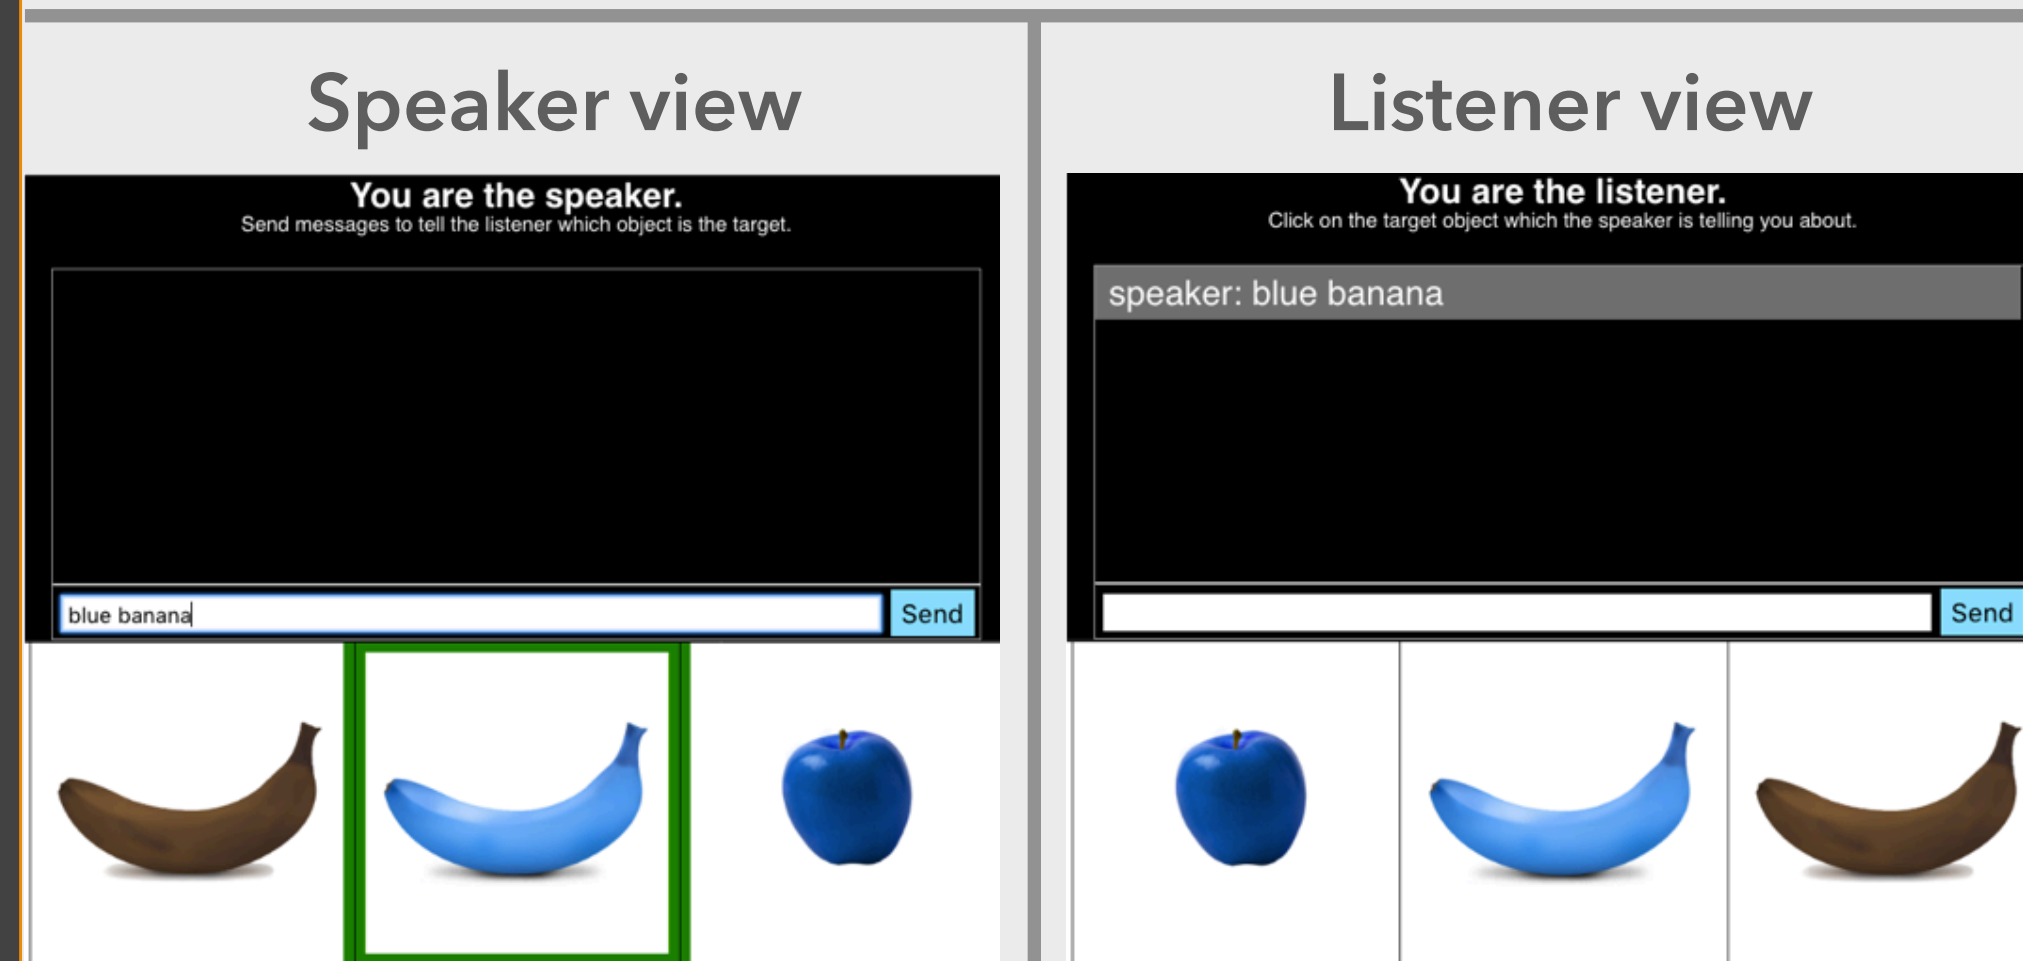 Speaker view
You are the speaker.
Send messages to tell the listener which object is the target.
blue banana
Send
Listener view
You are the listener.
Click on the target object which the speaker is telling you about.
speaker: blue banana
Send